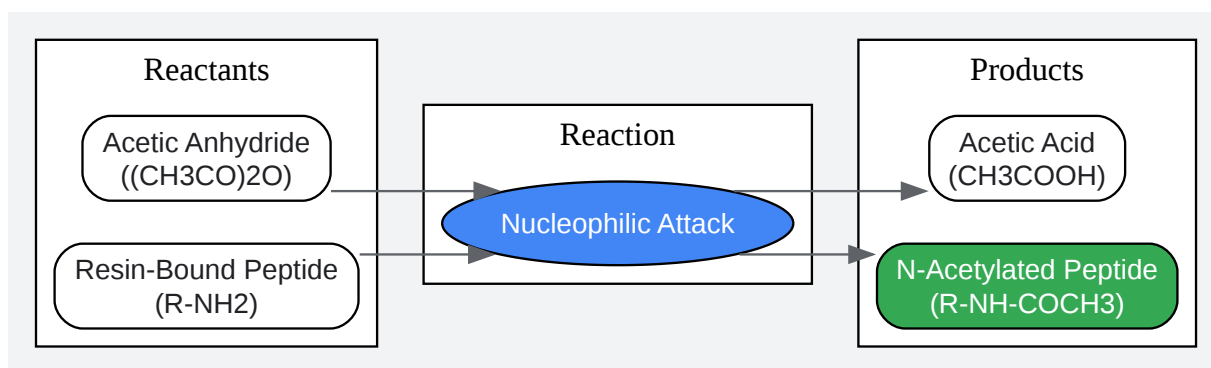 Reactants
Acetic Anhydride
((CH3CO)2O)
Resin-Bound Peptide
(R-NH2)
Reaction
Nucleophilic Attack
Products
Acetic Acid
(CH3COOH)
N-Acetylated Peptide
(R-NH-COCH3)